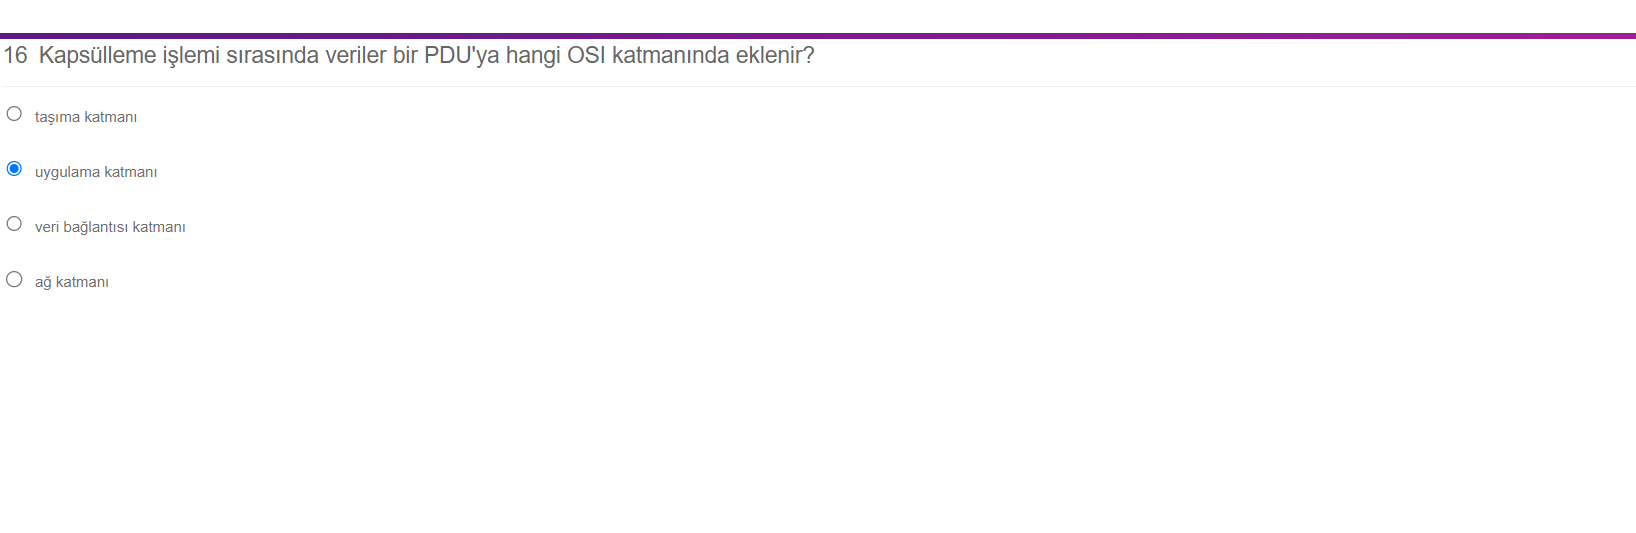 16 Kapsülleme işlemi sırasında veriler bir PDU'ya hangi OSI katmanında eklenir?
taşıma katmanı
uygulama katmanı
veri bağlantısı katmanı
ağ katmanı